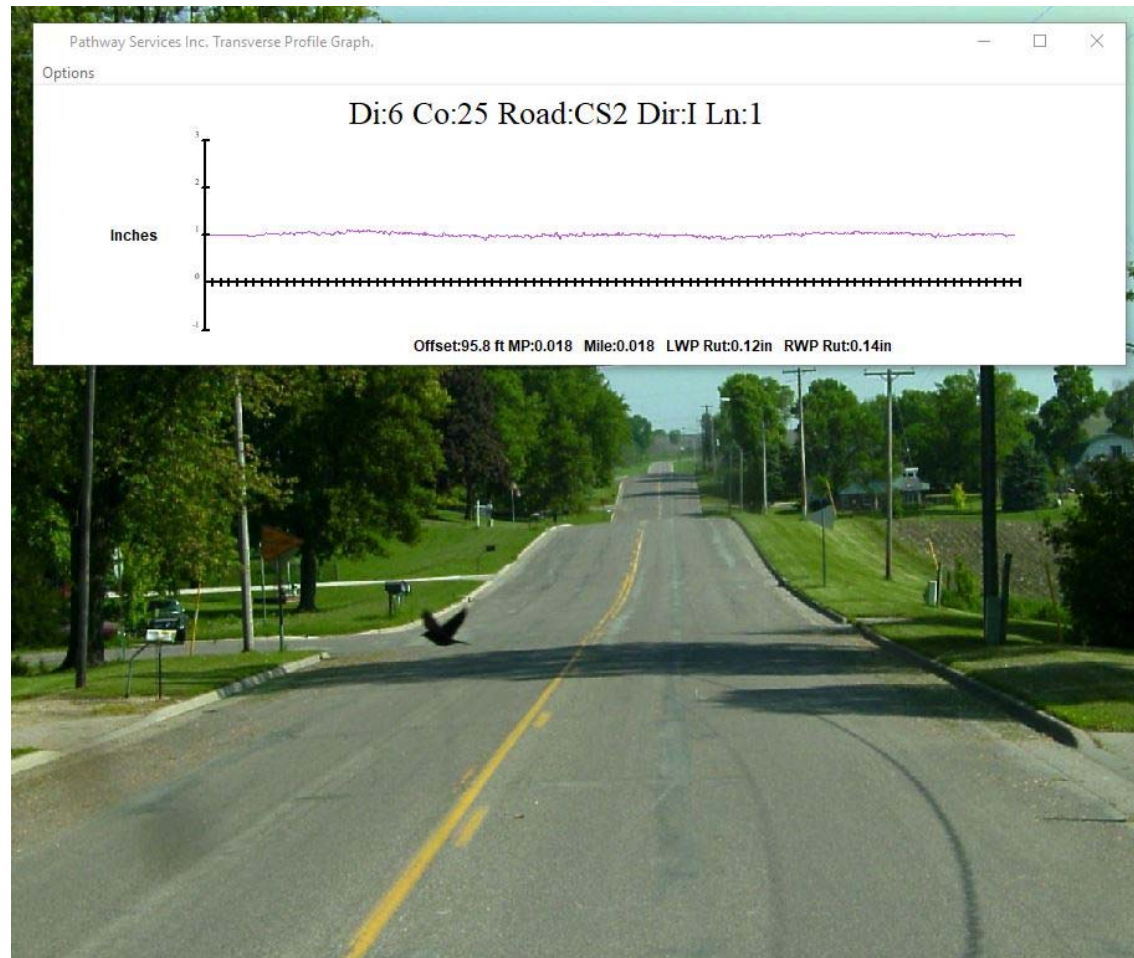 Pathway Services Inc. Transverse Profile Graph.
Options
Di:6 Co:25 Road:CS2 Dir:I Ln:1
3
2
Inches
1
0
-1
Offset:95.8 ft MP:0.018 Mile:0.018 LWP Rut:0.12in RWP Rut:0.14in